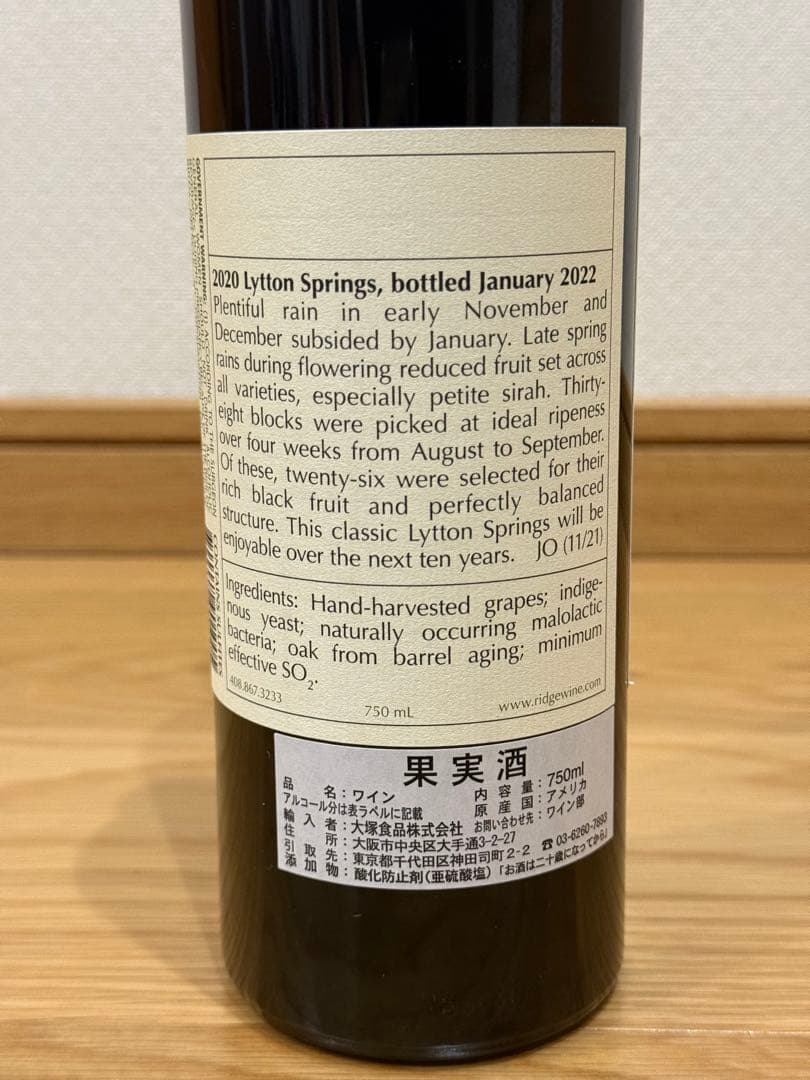 2020 Lytton Springs, bottled January 2022
Plentiful rain in early November and
December subsided by January. Late spring
rains during flowering reduced fruit set across
all varieties, especially petite sirah. Thirty-
eight blocks were picked at ideal ripeness
over four weeks from August to September.
Of these, twenty-six were selected for their
rich black fruit and perfectly balanced
structure. This classic Lytton Springs will be
enjoyable over the next ten years. JO (11/21)
Ingredients: Hand-harvested grapes; indige-
nous yeast; naturally occurring malolactic
bacteria; oak from barrel aging; minimum
effective SO2.
408.867.3233
750 mL
www.ridgewine.com
GOVERNMENT WARNING: (1) ACCORDING TO THE SURGEON
CONTAINS SULFITES
果実酒
品名：ワイン 内容量：750ml
アルコール分は表ラベルに記載 原産国：アメリカ
輸入者：大塚食品株式会社 お問い合わせ先：ワイン部
住所：大阪市中央区大手通3-2-27 ☎03-6260-7893
引取先：東京都千代田区神田司町2-2
添加物：酸化防止剤（亜硫酸塩）「お酒は二十歳になってから」